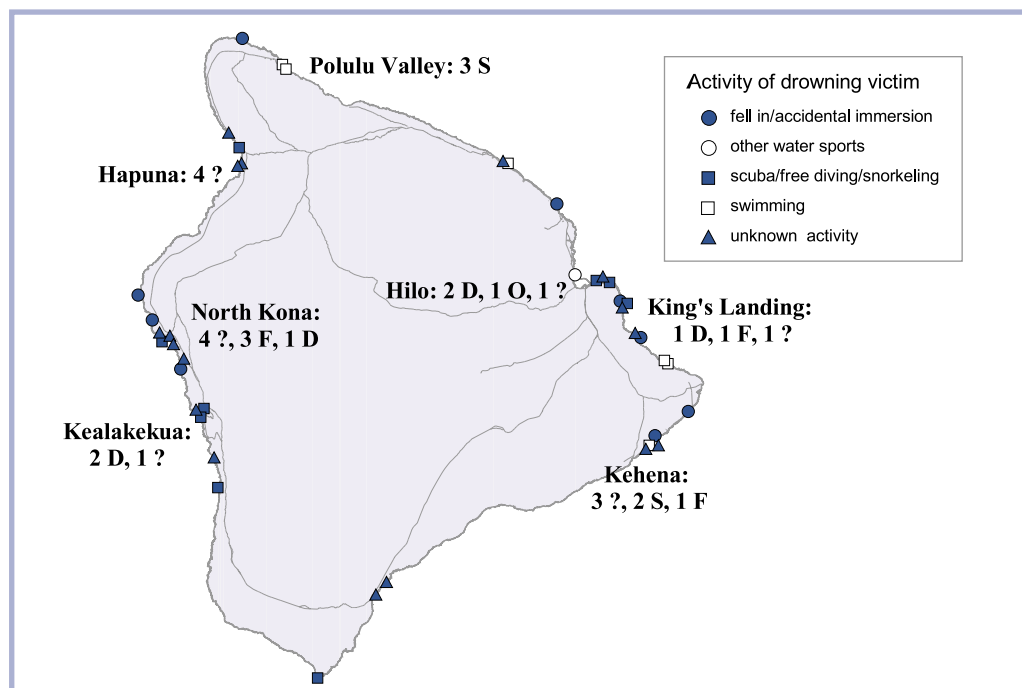 Polulu Valley: 3 S
Activity of drowning victim
fell in/accidental immersion
other water sports
scuba/free diving/snorkeling
swimming
unknown activity
Hapuna: 4 ?
Hilo: 2 D, 1 O, 1 ?
King's Landing:
1 D, 1 F, 1 ?
North Kona:
4 ?, 3 F, 1 D
Kealakekua:
2 D, 1 ?
Kehena:
3 ?, 2 S, 1 F